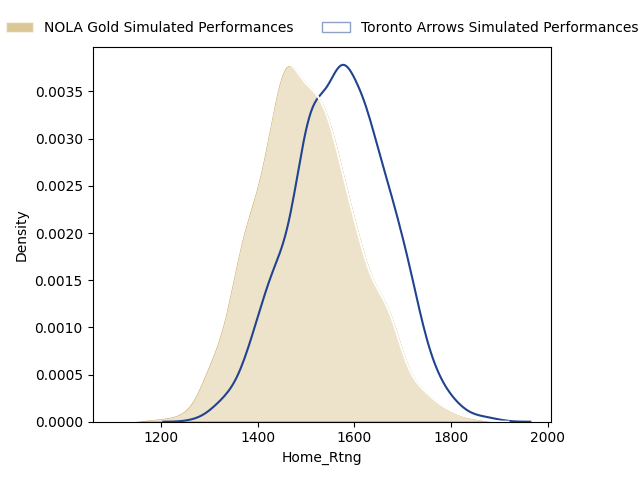 NOLA Gold Simulated Performances Toronto Arrows Simulated Performances
0.0035
0.0030
0.0025
0.0020
0.0015
0.0010
0.0005
0.0000
Density
1200 1400 1600 1800 2000
Home_Rtng